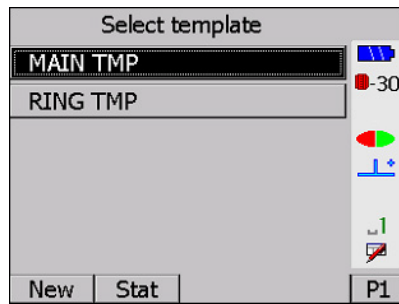 Select template
MAIN TMP
RING TMP
-30
1
New Stat P1